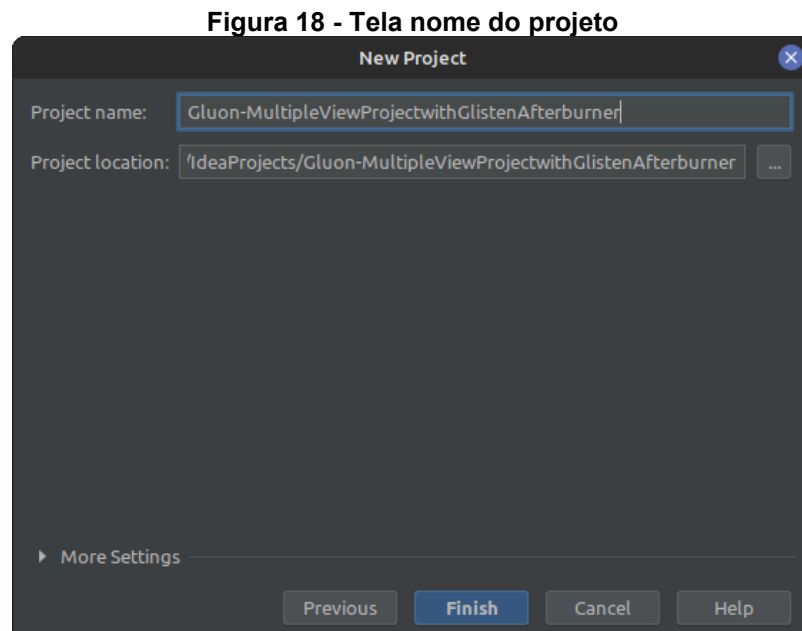 Figura 18 - Tela nome do projeto
New Project
Project name: Gluon-MultipleViewProjectwithGlistenAfterburner
Project location: /IdeaProjects/Gluon-MultipleViewProjectwithGlistenAfterburner ...
More Settings
Previous Finish Cancel Help